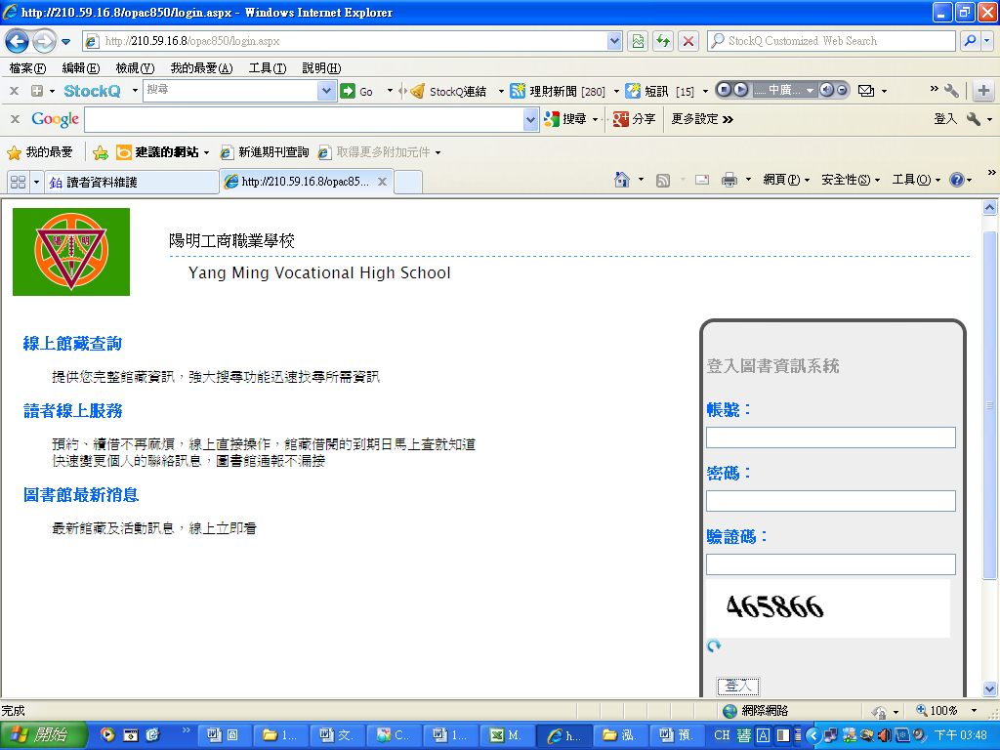 http://210.59.16.8/opac850/login.aspx - Windows Internet Explorer
http://210.59.16.8/opac850/login.aspx
StockQ Customized Web Search
檔案(F) 編輯(E) 檢視(V) 我的最愛(A) 工具(T) 說明(H)
x StockQ 搜尋 Go StockQ連結 理財新聞 [280] 短訊 [15] ..... 中廣... »
x Google 搜尋 分享 更多設定 » 登入
我的最愛 建議的網站 新進期刊查詢 取得更多附加元件
讀者資料維護 http://210.59.16.8/opac85... 網頁(P) 安全性(S) 工具(O) »
陽明工商職業學校
Yang Ming Vocational High School
線上館藏查詢
提供您完整館藏資訊，強大搜尋功能迅速找尋所需資訊
讀者線上服務
預約、續借不再麻煩，線上直接操作，館藏借閱的到期日馬上查就知道
快速變更個人的聯絡訊息，圖書館通報不漏接
圖書館最新消息
最新館藏及活動訊息，線上立即看
登入圖書資訊系統
帳號：
密碼：
驗證碼：
465866
登入
完成 網際網路 100%
開始 » 圖 1... 文. C.. 1... M. h... 泓. 預. CH A 下午 03:48